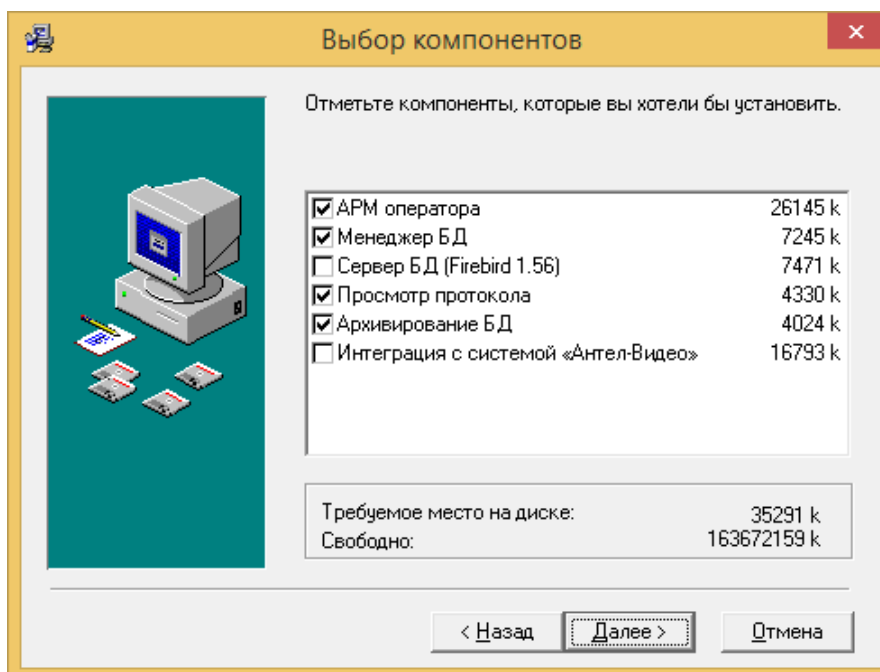 Выбор компонентов
Отметьте компоненты, которые вы хотели бы установить.
АРМ оператора 26145 k
Менеджер БД 7245 k
Сервер БД (Firebird 1.56) 7471 k
Просмотр протокола 4330 k
Архивирование БД 4024 k
Интеграция с системой «Антел-Видео» 16793 k
Требуемое место на диске: 35291 k
Свободно: 163672159 k
< Назад Далее > Отмена